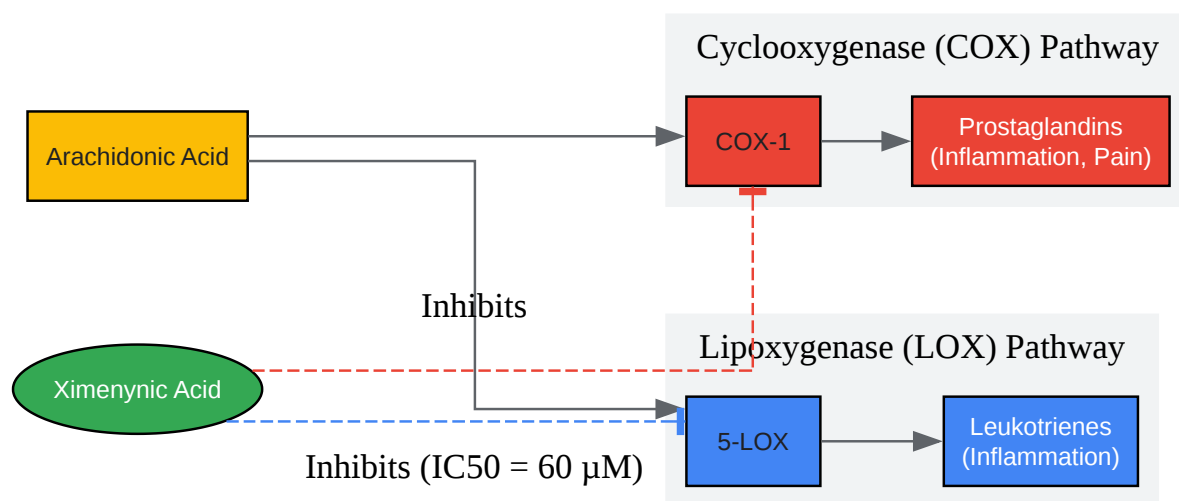 Cyclooxygenase (COX) Pathway
Arachidonic Acid
COX-1
Prostaglandins
(Inflammation, Pain)
Inhibits
Lipoxygenase (LOX) Pathway
Ximenynic Acid
5-LOX
Leukotrienes
(Inflammation)
Inhibits (IC50 = 60 µM)